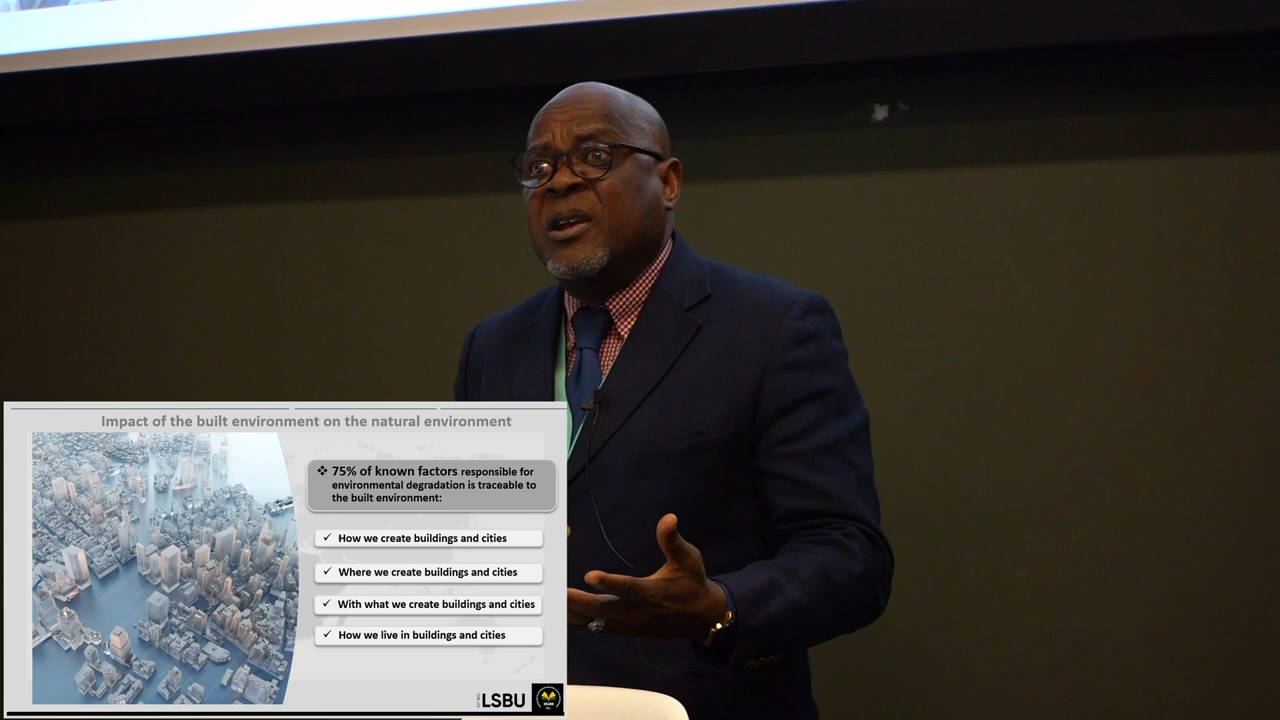 Impact of the built environment on the natural environment
❖ 75% of known factors responsible for
environmental degradation is traceable to
the built environment:
✓ How we create buildings and cities
✓ Where we create buildings and cities
✓ With what we create buildings and cities
✓ How we live in buildings and cities
LSBU